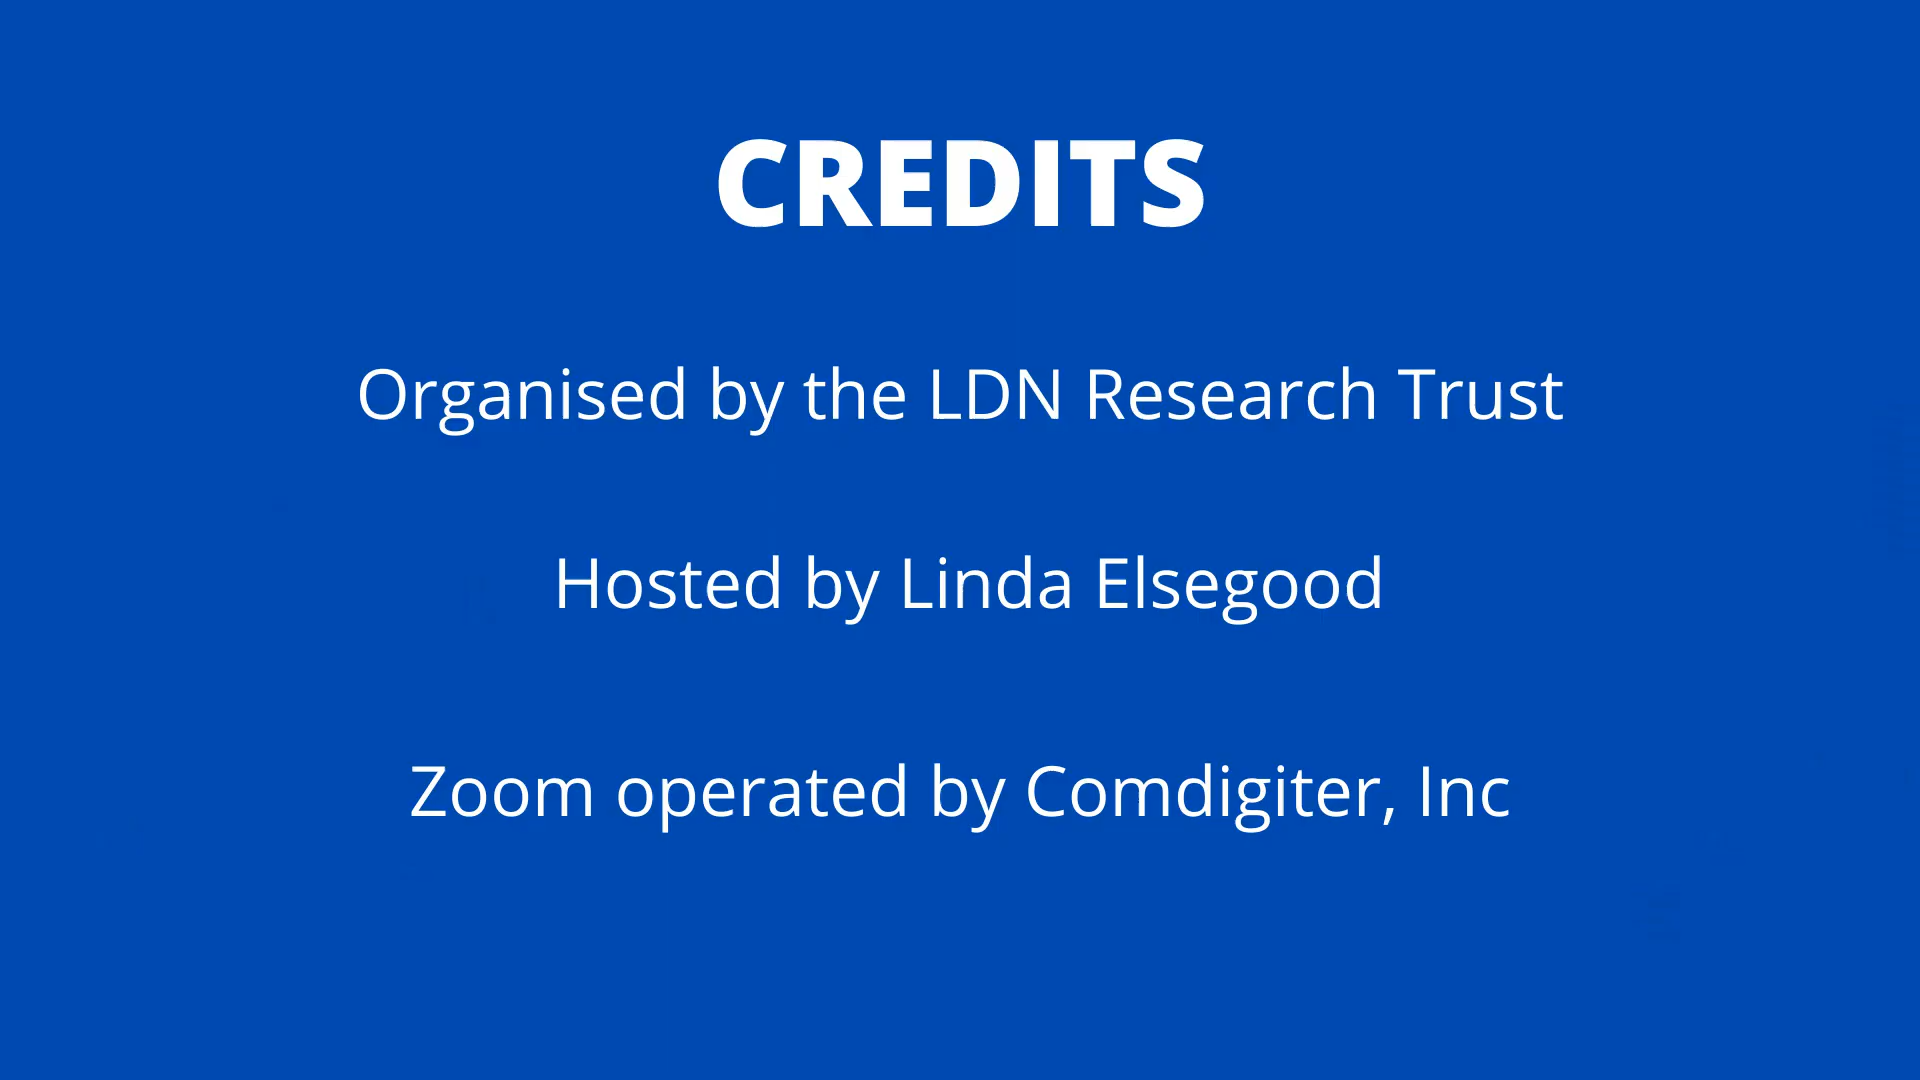 CREDITS
Organised by the LDN Research Trust
Hosted by Linda Elsegood
Zoom operated by Comdigiter, Inc